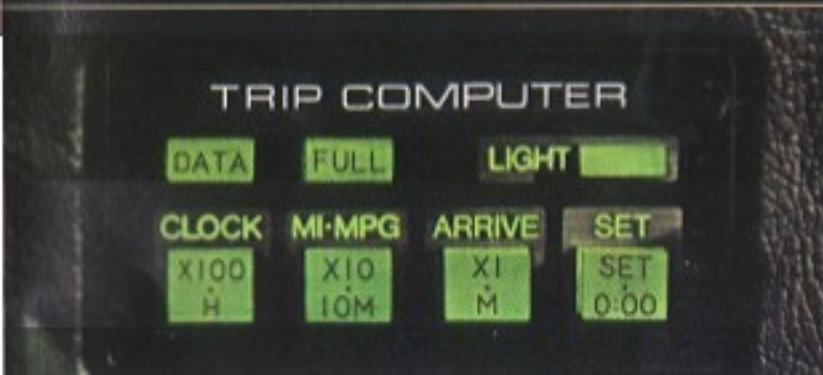 TRIP COMPUTER
DATA FULL LIGHT
CLOCK MI·MPG ARRIVE SET
X100 X10 X1 SET
H 10M M 0:00